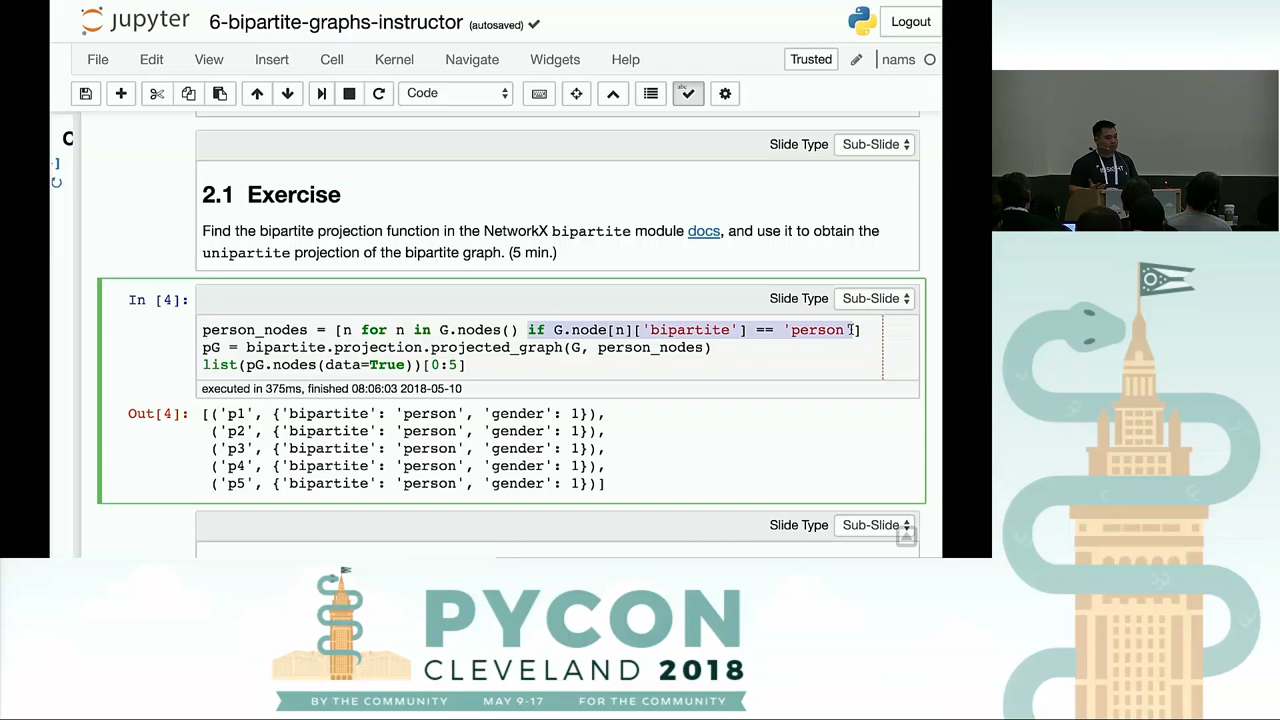 jupyter 6-bipartite-graphs-instructor (autosaved) Logout
File Edit View Insert Cell Kernel Navigate Widgets Help Trusted nams
Code
Slide Type Sub-Slide
2.1 Exercise
Find the bipartite projection function in the NetworkX bipartite module docs, and use it to obtain the
unipartite projection of the bipartite graph. (5 min.)
In [4]: Slide Type Sub-Slide
person_nodes = [n for n in G.nodes() if G.node[n]['bipartite'] == 'person']
pG = bipartite.projection.projected_graph(G, person_nodes)
list(pG.nodes(data=True))[0:5]
executed in 375ms, finished 08:06:03 2018-05-10
Out[4]: [('p1', {'bipartite': 'person', 'gender': 1}),
('p2', {'bipartite': 'person', 'gender': 1}),
('p3', {'bipartite': 'person', 'gender': 1}),
('p4', {'bipartite': 'person', 'gender': 1}),
('p5', {'bipartite': 'person', 'gender': 1})]
Slide Type Sub-Slide
PYCON
CLEVELAND 2018
BY THE COMMUNITY MAY 9-17 FOR THE COMMUNITY